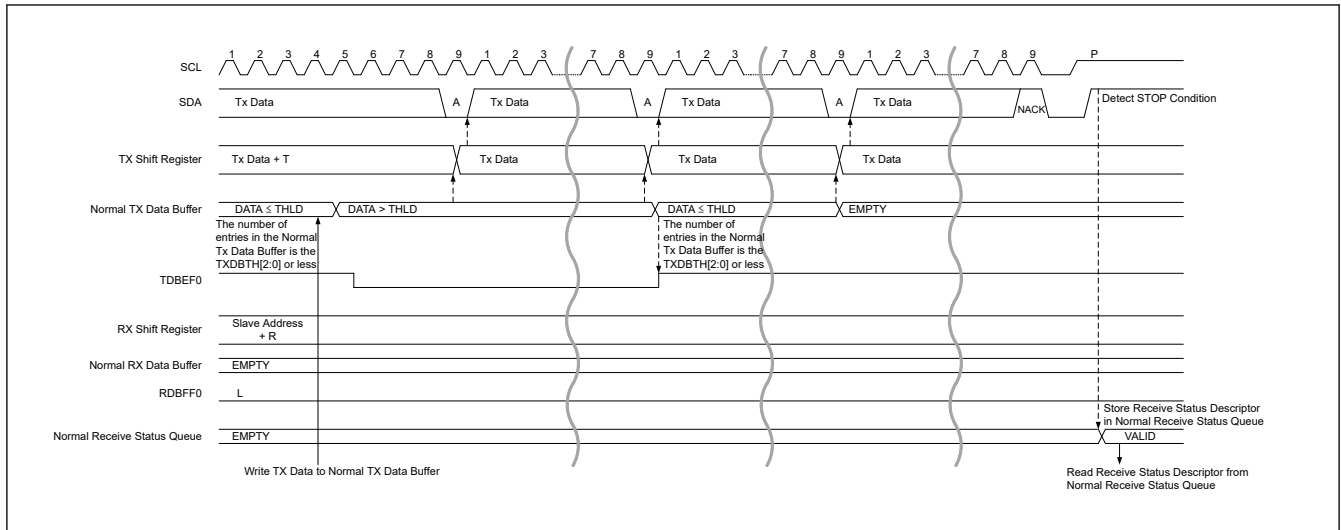 1 2 3 4 5 6 7 8 9 1 2 3 7 8 9 1 2 3 7 8 9 1 2 3 7 8 9 P
SCL
SDA Tx Data A Tx Data A Tx Data A Tx Data NACK Detect STOP Condition
TX Shift Register Tx Data + T Tx Data Tx Data Tx Data
Normal TX Data Buffer DATA ≤ THLD DATA > THLD DATA ≤ THLD EMPTY
The number of
entries in the Normal
Tx Data Buffer is the
TXDBTH[2:0] or less
The number of
entries in the Normal
Tx Data Buffer is the
TXDBTH[2:0] or less
TDBEF0
RX Shift Register
Slave Address
+ R
Normal RX Data Buffer EMPTY
RDBFF0 L
Store Receive Status Descriptor
in Normal Receive Status Queue
Normal Receive Status Queue EMPTY VALID
Write TX Data to Normal TX Data Buffer
Read Receive Status Descriptor from
Normal Receive Status Queue